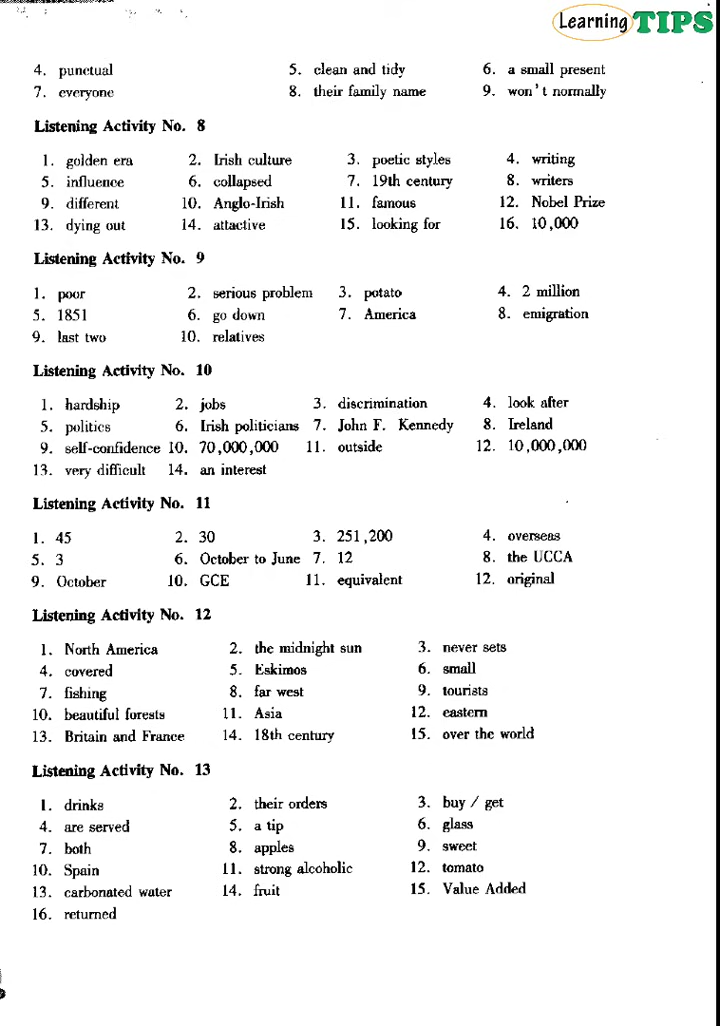 Learning TIPS
4. punctual 5. clean and tidy 6. a small present
7. everyone 8. their family name 9. won't normally
Listening Activity No. 8
1. golden era 2. Irish culture 3. poetic styles 4. writing
5. influence 6. collapsed 7. 19th century 8. writers
9. different 10. Anglo-Irish 11. famous 12. Nobel Prize
13. dying out 14. attactive 15. looking for 16. 10,000
Listening Activity No. 9
1. poor 2. serious problem 3. potato 4. 2 million
5. 1851 6. go down 7. America 8. emigration
9. last two 10. relatives
Listening Activity No. 10
1. hardship 2. jobs 3. discrimination 4. look after
5. politics 6. Irish politicians 7. John F. Kennedy 8. Ireland
9. self-confidence 10. 70,000,000 11. outside 12. 10,000,000
13. very difficult 14. an interest
Listening Activity No. 11
1. 45 2. 30 3. 251,200 4. overseas
5. 3 6. October to June 7. 12 8. the UCCA
9. October 10. GCE 11. equivalent 12. original
Listening Activity No. 12
1. North America 2. the midnight sun 3. never sets
4. covered 5. Eskimos 6. small
7. fishing 8. far west 9. tourists
10. beautiful forests 11. Asia 12. eastern
13. Britain and France 14. 18th century 15. over the world
Listening Activity No. 13
1. drinks 2. their orders 3. buy / get
4. are served 5. a tip 6. glass
7. both 8. apples 9. sweet
10. Spain 11. strong alcoholic 12. tomato
13. carbonated water 14. fruit 15. Value Added
16. returned